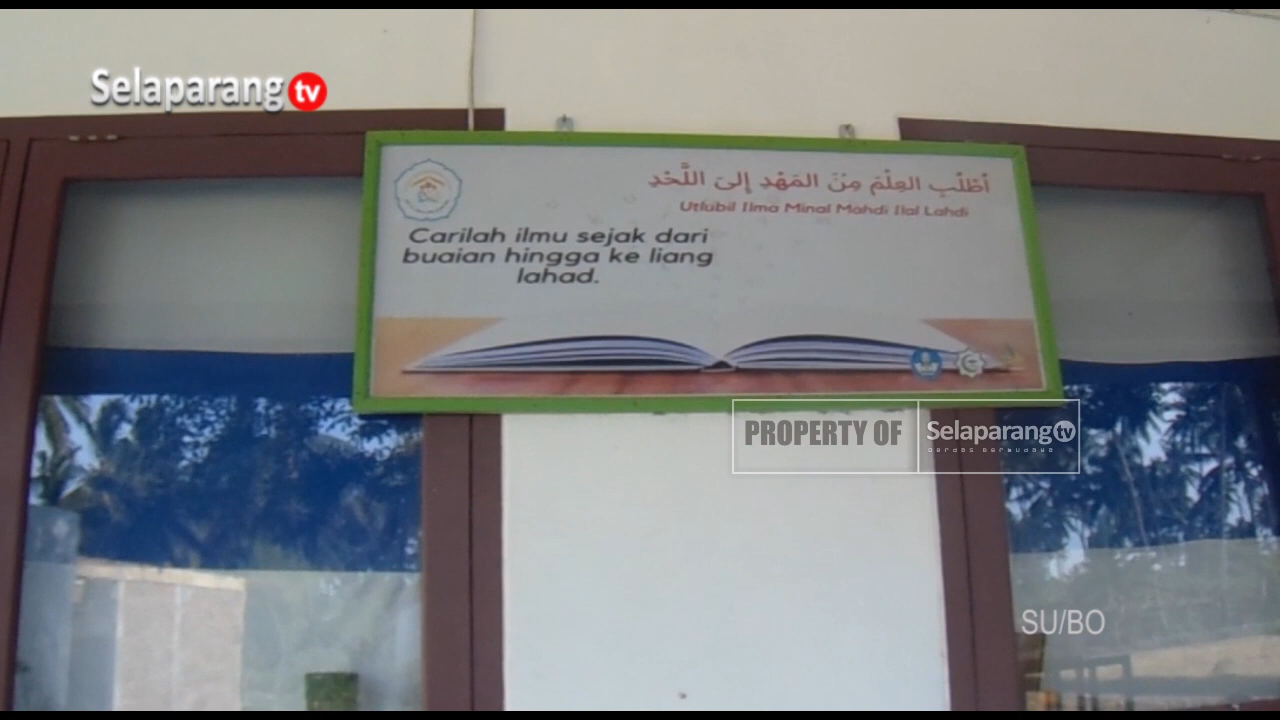 Selaparang tv
اُطْلُبِ العِلْمَ مِنَ المَهْدِ إِلىَ اللَّحْدِ
Utlubil Ilma Minal Mahdi Ilal Lahdi
Carilah ilmu sejak dari
buaian hingga ke liang
lahad.
PROPERTY OF Selaparang tv
SU/BO